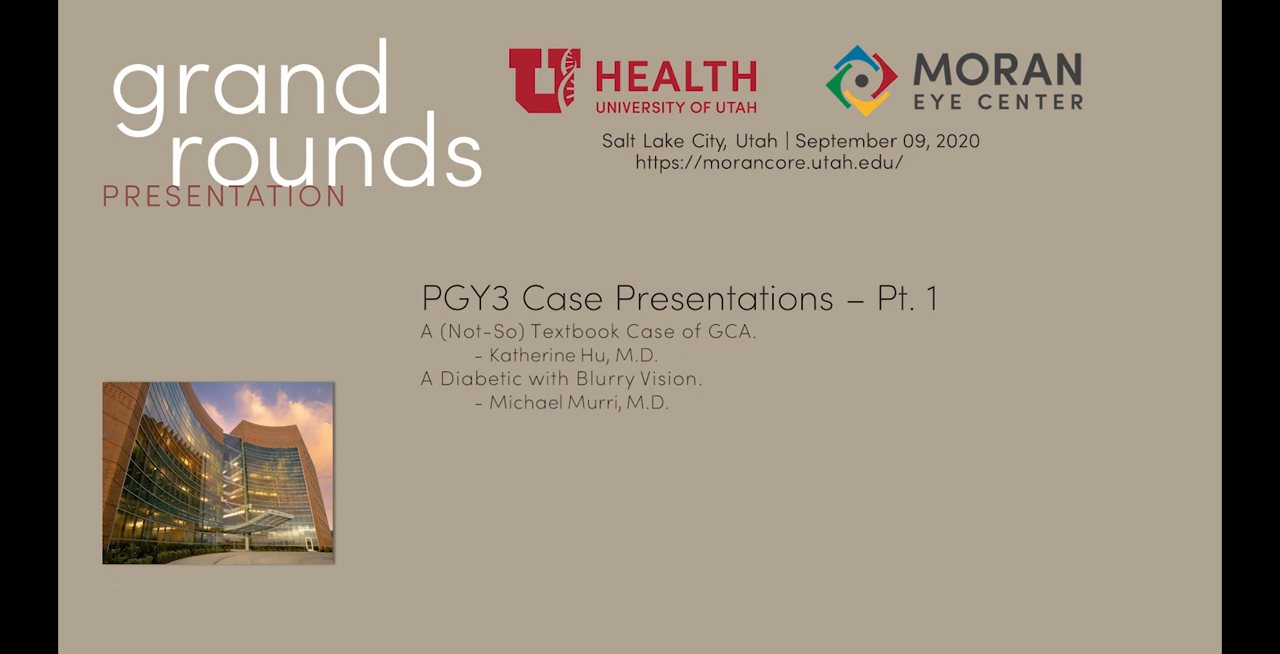 grand
rounds
PRESENTATION
U HEALTH
UNIVERSITY OF UTAH
MORAN
EYE CENTER
Salt Lake City, Utah | September 09, 2020
https://morancore.utah.edu/
PGY3 Case Presentations – Pt. 1
A (Not-So) Textbook Case of GCA.
- Katherine Hu, M.D.
A Diabetic with Blurry Vision.
- Michael Murri, M.D.